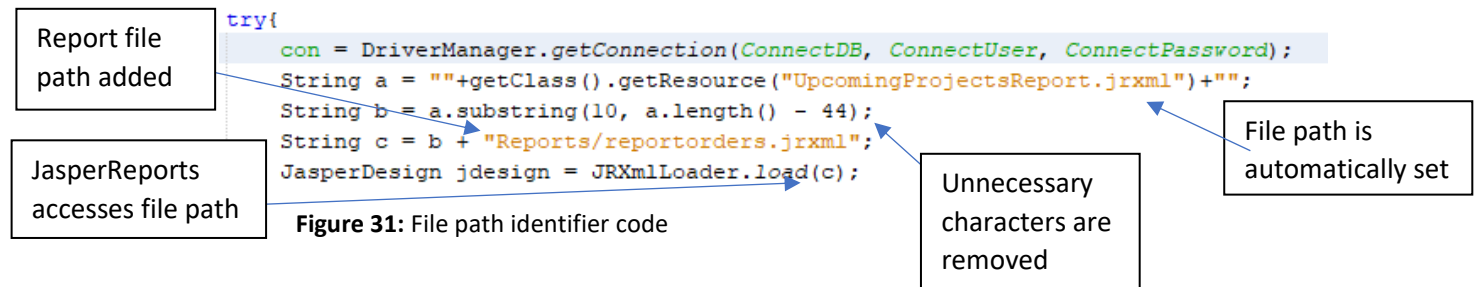 Report file
path added
try{
con = DriverManager.getConnection(ConnectDB, ConnectUser, ConnectPassword);
String a = ""+getClass().getResource("UpcomingProjectsReport.jrxml")+"";
String b = a.substring(10, a.length() - 44);
String c = b + "Reports/reportorders.jrxml";
JasperDesign jdesign = JRXmlLoader.load(c);
File path is
automatically set
JasperReports
accesses file path
Unnecessary
characters are
removed
Figure 31: File path identifier code